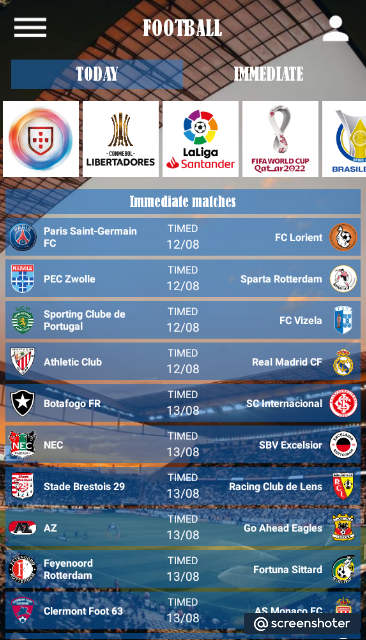 FOOTBALL
TODAY
IMMEDIATE
CONMEBOL
LIBERTADORES
LaLiga
Santander
FIFA WORLD CUP
Qatar2022
BRASILE
Immediate matches
Paris Saint-Germain
FC
TIMED
12/08
FC Lorient
PEC Zwolle
TIMED
12/08
Sparta Rotterdam
Sporting Clube de
Portugal
TIMED
12/08
FC Vizela
Athletic Club
TIMED
12/08
Real Madrid CF
Botafogo FR
TIMED
13/08
SC Internacional
NEC
NEC
TIMED
13/08
SBV Excelsior
Stade Brestois 29
TIMED
13/08
Racing Club de Lens
AZ
AZ
TIMED
13/08
Go Ahead Eagles
Feyenoord
Rotterdam
TIMED
13/08
Fortuna Sittard
Clermont Foot 63
TIMED
13/08
AS Monaco FC
@screenshoter